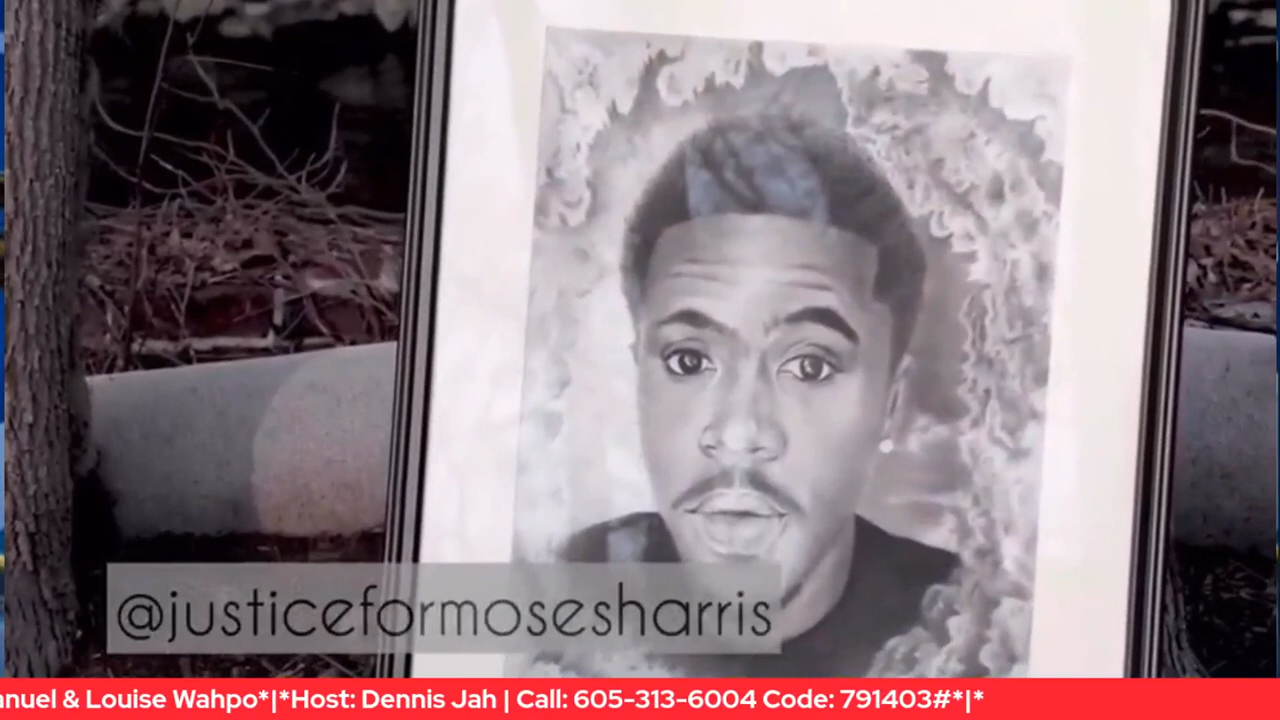 @justiceformosesharris
anuel & Louise Wahpo*|*Host: Dennis Jah | Call: 605-313-6004 Code: 791403#*|*